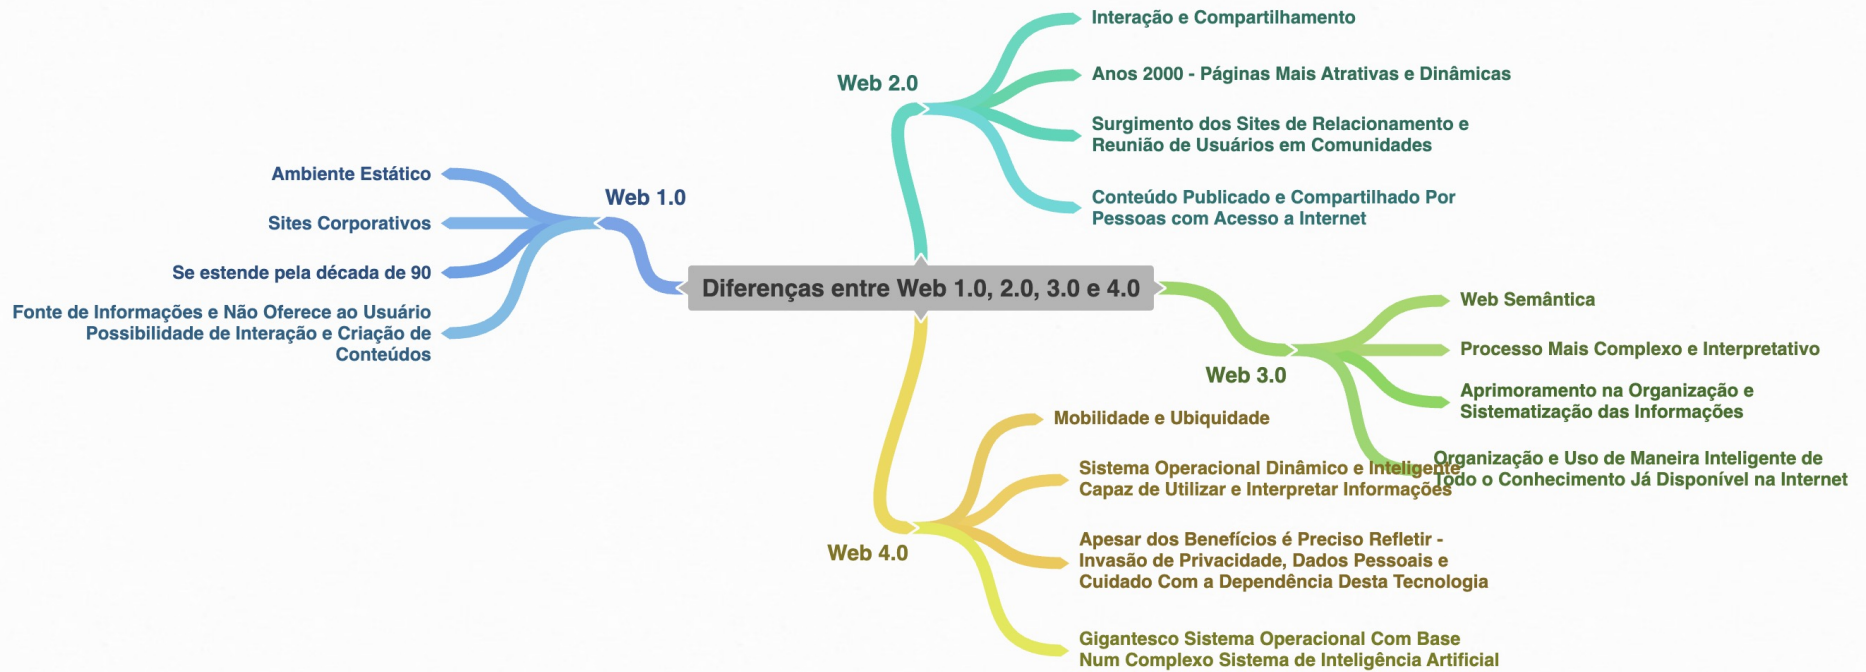 Diferenças entre Web 1.0, 2.0, 3.0 e 4.0
Web 1.0
Ambiente Estático
Sites Corporativos
Se estende pela década de 90
Fonte de Informações e Não Oferece ao Usuário
Possibilidade de Interação e Criação de
Conteúdos
Web 2.0
Interação e Compartilhamento
Anos 2000 - Páginas Mais Atrativas e Dinâmicas
Surgimento dos Sites de Relacionamento e
Reunião de Usuários em Comunidades
Conteúdo Publicado e Compartilhado Por
Pessoas com Acesso a Internet
Web 3.0
Web Semântica
Processo Mais Complexo e Interpretativo
Aprimoramento na Organização e
Sistematização das Informações
Organização e Uso de Maneira Inteligente de
Todo o Conhecimento Já Disponível na Internet
Web 4.0
Mobilidade e Ubiquidade
Sistema Operacional Dinâmico e Inteligente
Capaz de Utilizar e Interpretar Informações
Apesar dos Benefícios é Preciso Refletir -
Invasão de Privacidade, Dados Pessoais e
Cuidado Com a Dependência Desta Tecnologia
Gigantesco Sistema Operacional Com Base
Num Complexo Sistema de Inteligência Artificial